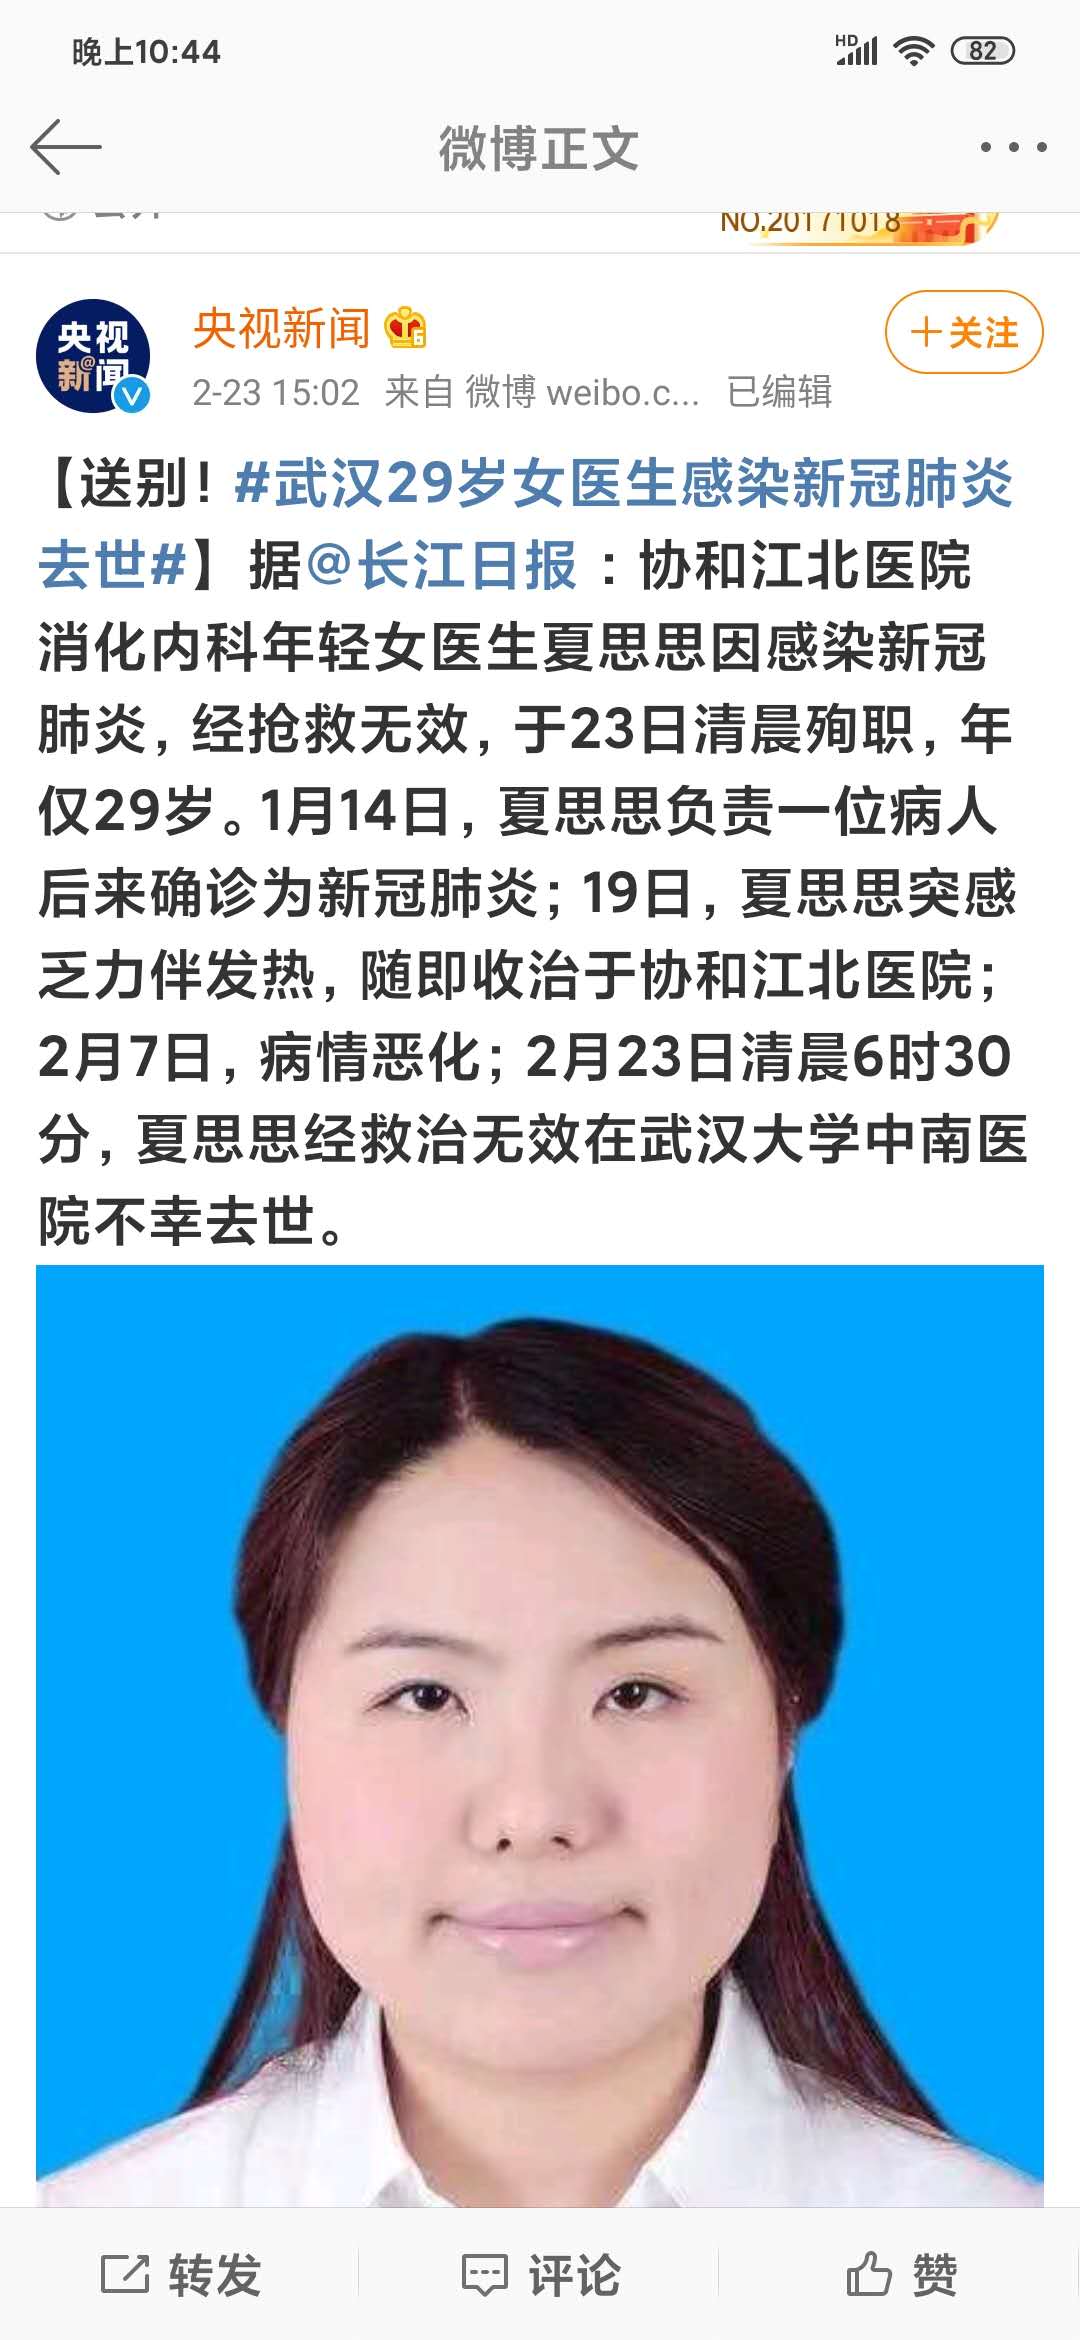 晚上10:44
HD
82
微博正文
NO.20171018
央视
新@闻
央视新闻
6
+关注
2-23 15:02 来自 微博 weibo.c... 已编辑
【送别！#武汉29岁女医生感染新冠肺炎
去世#】据@长江日报：协和江北医院
消化内科年轻女医生夏思思因感染新冠
肺炎，经抢救无效，于23日清晨殉职，年
仅29岁。1月14日，夏思思负责一位病人
后来确诊为新冠肺炎；19日，夏思思突感
乏力伴发热，随即收治于协和江北医院；
2月7日，病情恶化；2月23日清晨6时30
分，夏思思经救治无效在武汉大学中南医
院不幸去世。
转发
评论
赞